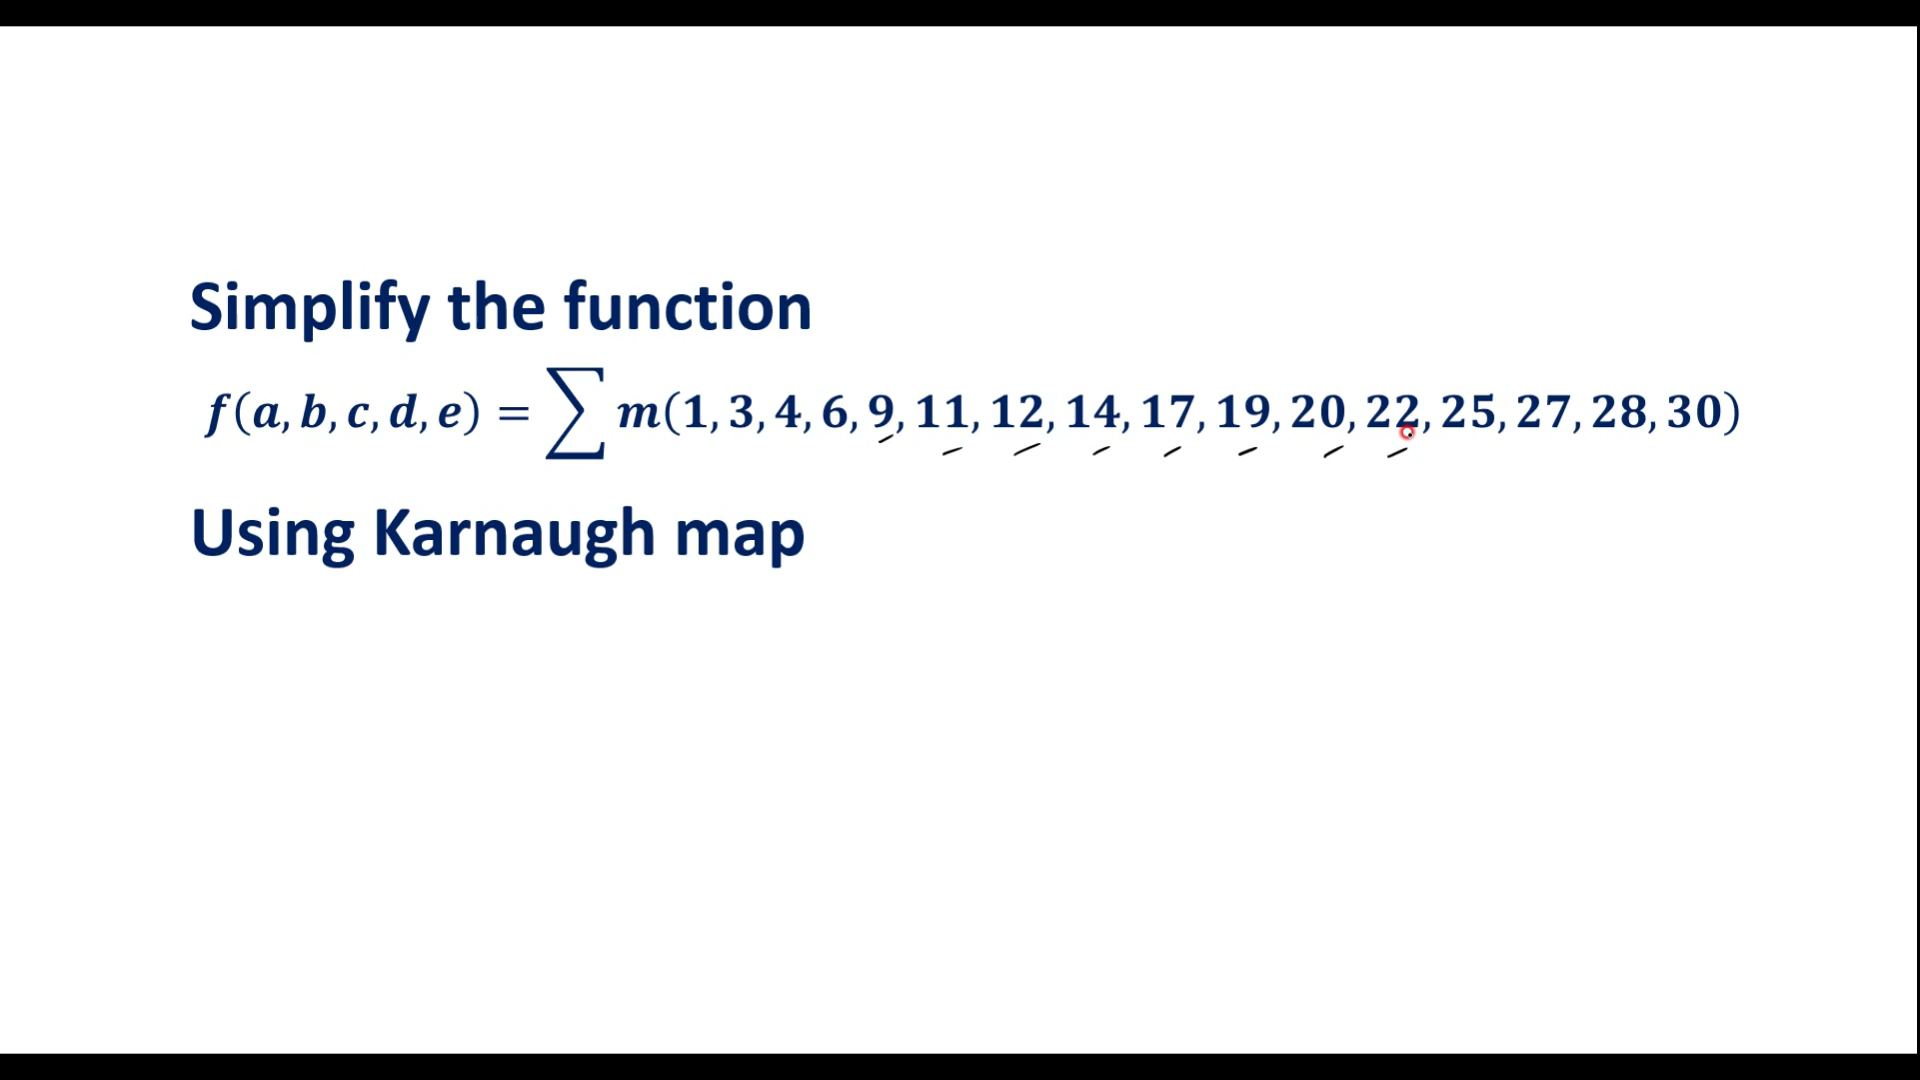 Simplify the function
f(a, b, c, d, e) = ∑ m(1, 3, 4, 6, 9, 11, 12, 14, 17, 19, 20, 22, 25, 27, 28, 30)
Using Karnaugh map